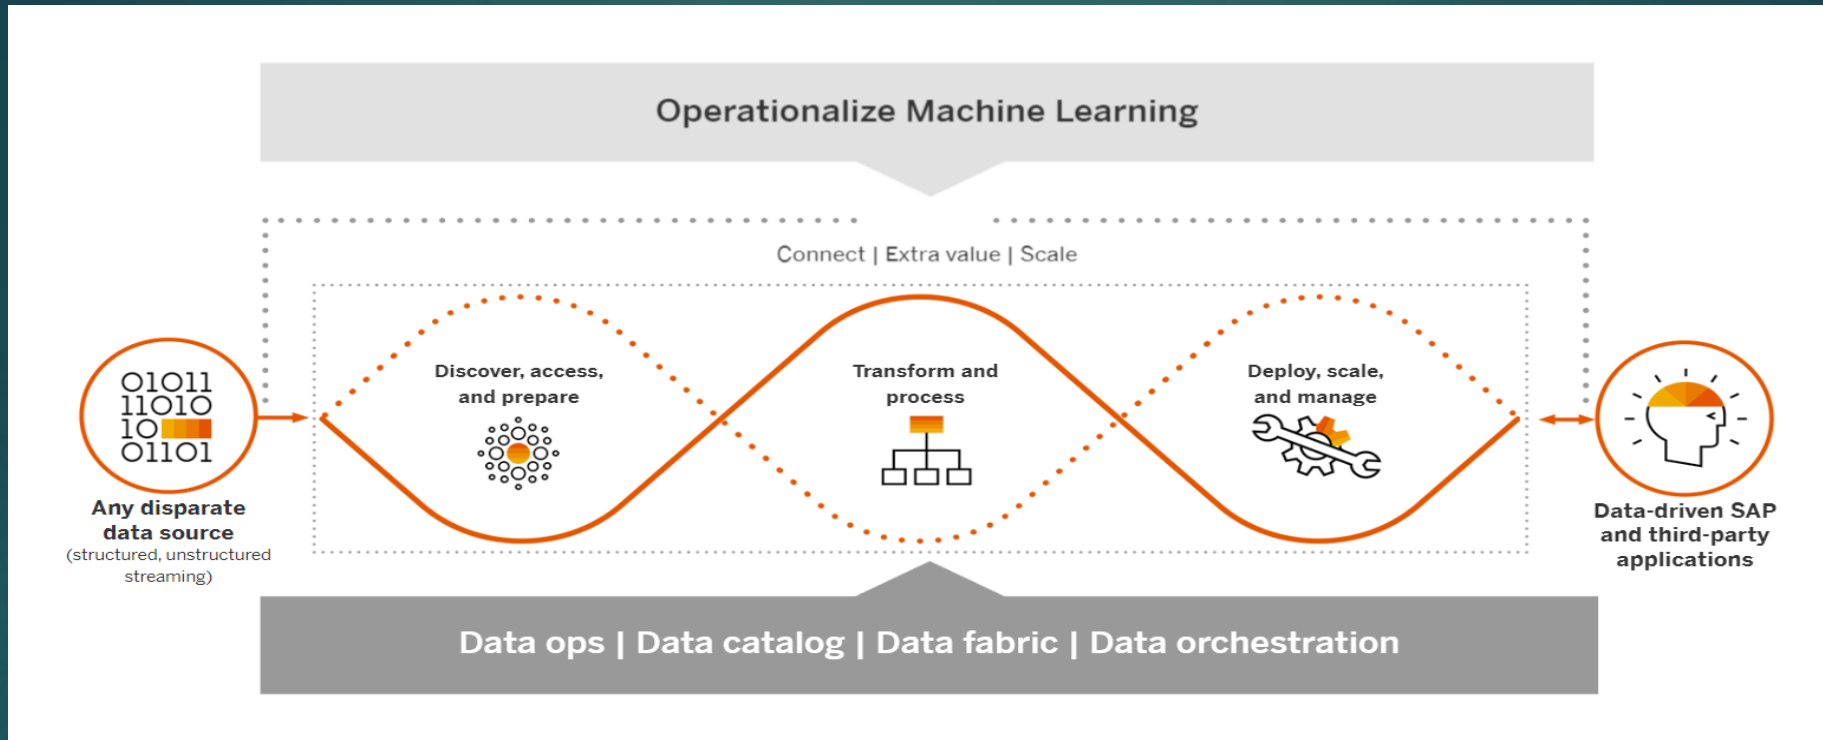 Operationalize Machine Learning
Connect | Extra value | Scale
01011
11010
10
01101
Any disparate
data source
(structured, unstructured
streaming)
Discover, access,
and prepare
Transform and
process
Deploy, scale,
and manage
Data-driven SAP
and third-party
applications
Data ops | Data catalog | Data fabric | Data orchestration